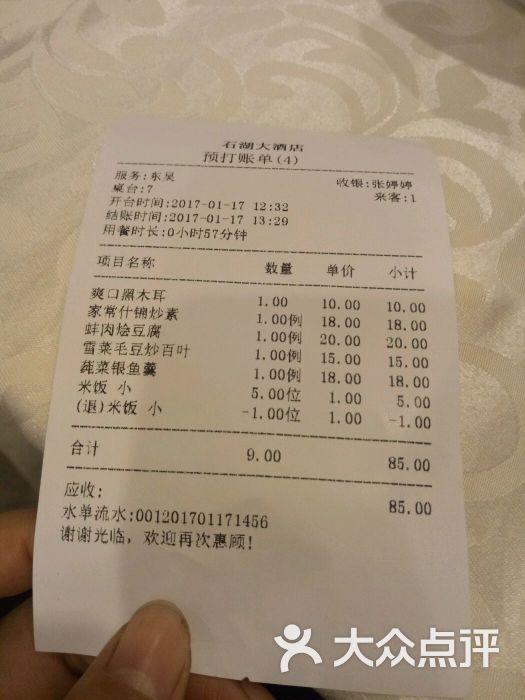 石湖大酒店
预打账单(4)
服务:东吴 收银:张婷婷
桌台:7 来客:1
开台时间:2017-01-17 12:32
结账时间:2017-01-17 13:29
用餐时长:0小时57分钟
项目名称 数量 单价 小计
爽口黑木耳 1.00 10.00 10.00
家常什锦炒素 1.00例 18.00 18.00
蚌肉烩豆腐 1.00例 20.00 20.00
雪菜毛豆炒百叶 1.00例 15.00 15.00
莼菜银鱼羹 1.00例 18.00 18.00
米饭 小 5.00位 1.00 5.00
(退)米饭 小 -1.00位 1.00 -1.00
合计 9.00 85.00
应收: 85.00
水单流水:001201701171456
谢谢光临，欢迎再次惠顾!
大众点评